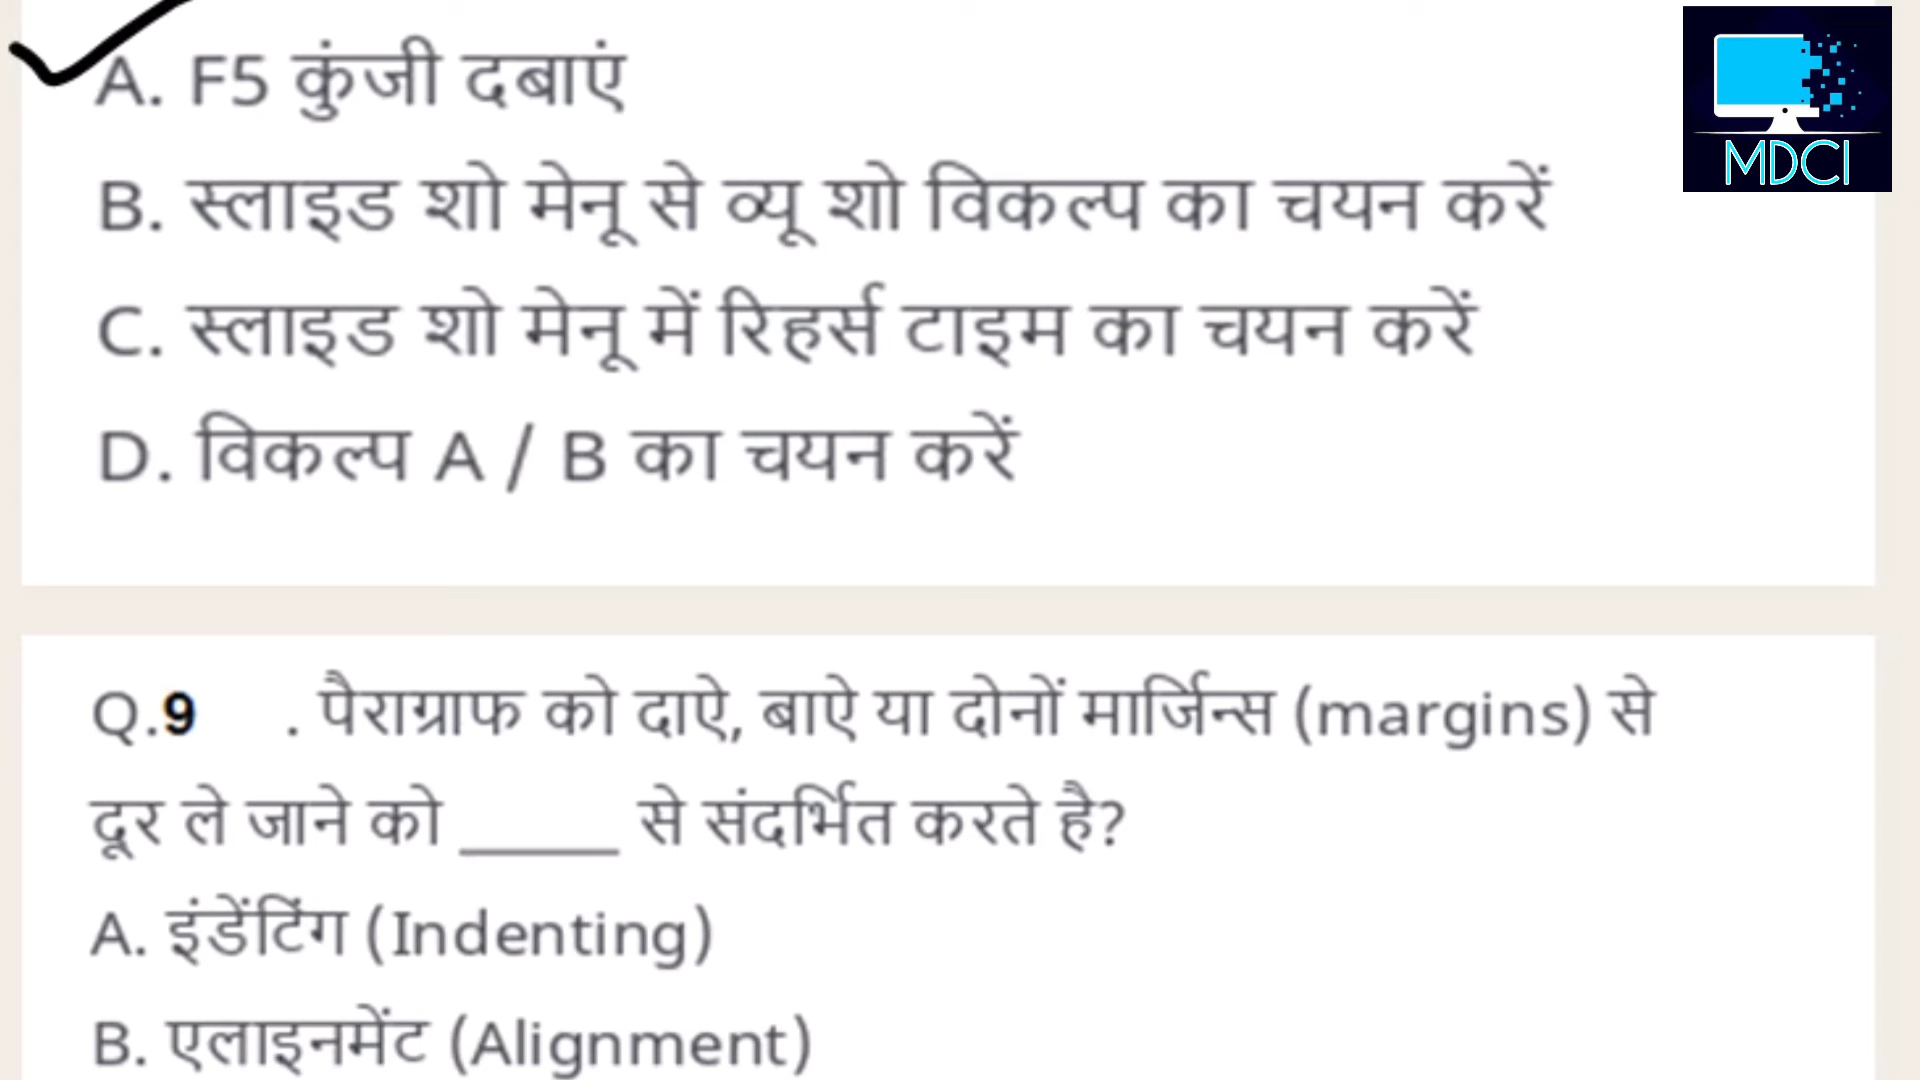 A. F5 कुंजी दबाएं
B. स्लाइड शो मेनू से व्यू शो विकल्प का चयन करें
C. स्लाइड शो मेनू में रिहर्स टाइम का चयन करें
D. विकल्प A / B का चयन करें
MDCI
Q.9 . पैराग्राफ को दाऐ, बाऐ या दोनों मार्जिन्स (margins) से
दूर ले जाने को _____ से संदर्भित करते है?
A. इंडेंटिंग (Indenting)
B. एलाइनमेंट (Alignment)